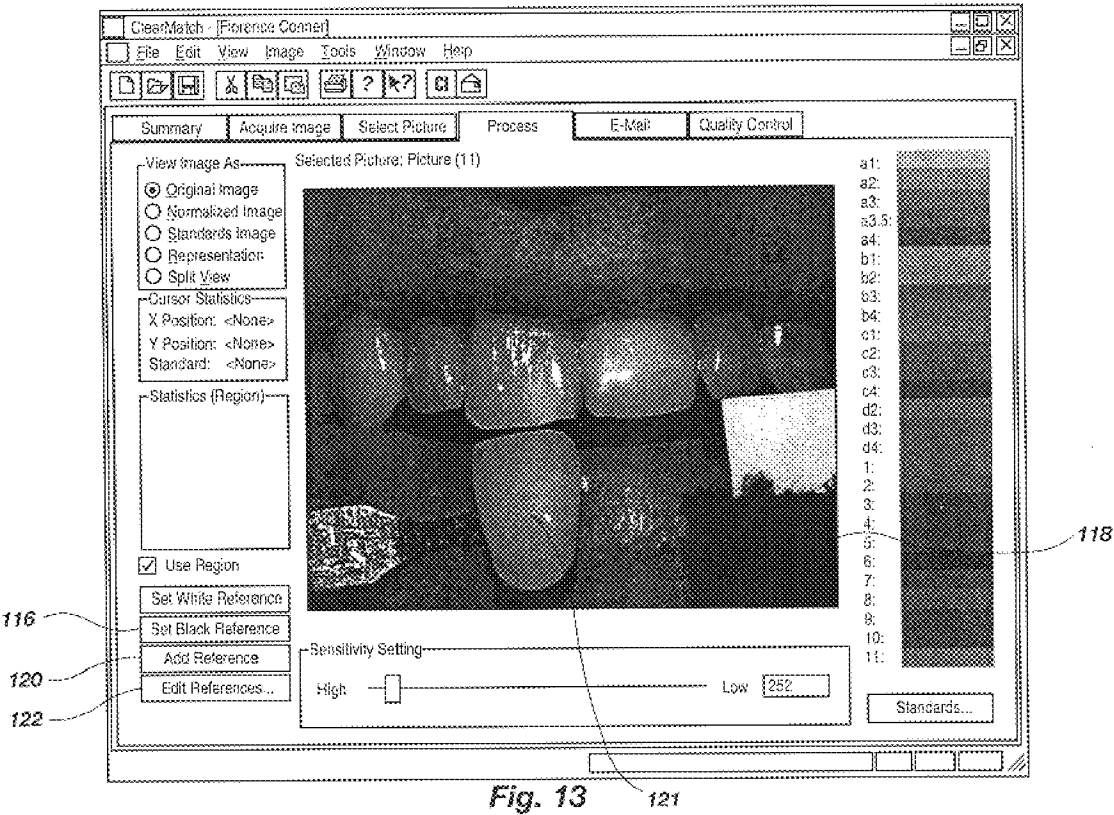 ClearMatch - [Florence Conner]
File Edit View Image Tools Window Help
Summary Acquire Image Select Picture Process E-Mail Quality Control
View Image As
Original Image
Normalized Image
Standards Image
Representation
Split View
Cursor Statistics
X Position: <None>
Y Position: <None>
Standard: <None>
Statistics (Region)
Use Region
Set White Reference
Set Black Reference
Add Reference
Edit References...
Selected Picture: Picture (11)
Sensitivity Setting
High Low 252
a1:
a2:
a3:
a3.5:
a4:
b1:
b2:
b3:
b4:
c1:
c2:
c3:
c4:
d2:
d3:
d4:
1:
2:
3:
4:
5:
6:
7:
8:
9:
10:
11:
Standards...
116
120
122
118
121
Fig. 13